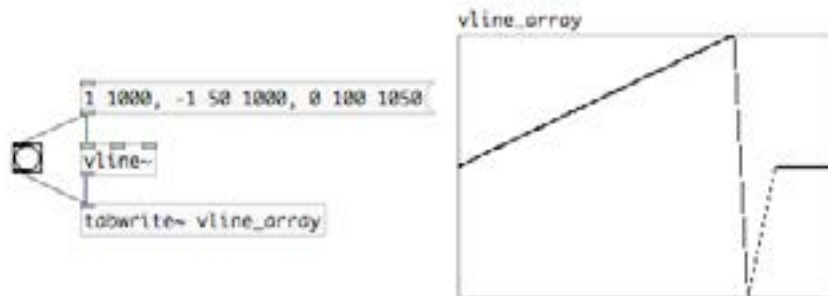 vline_array
1 1000, -1 50 1000, 0 100 1050
vline~
tabwrite~ vline_array